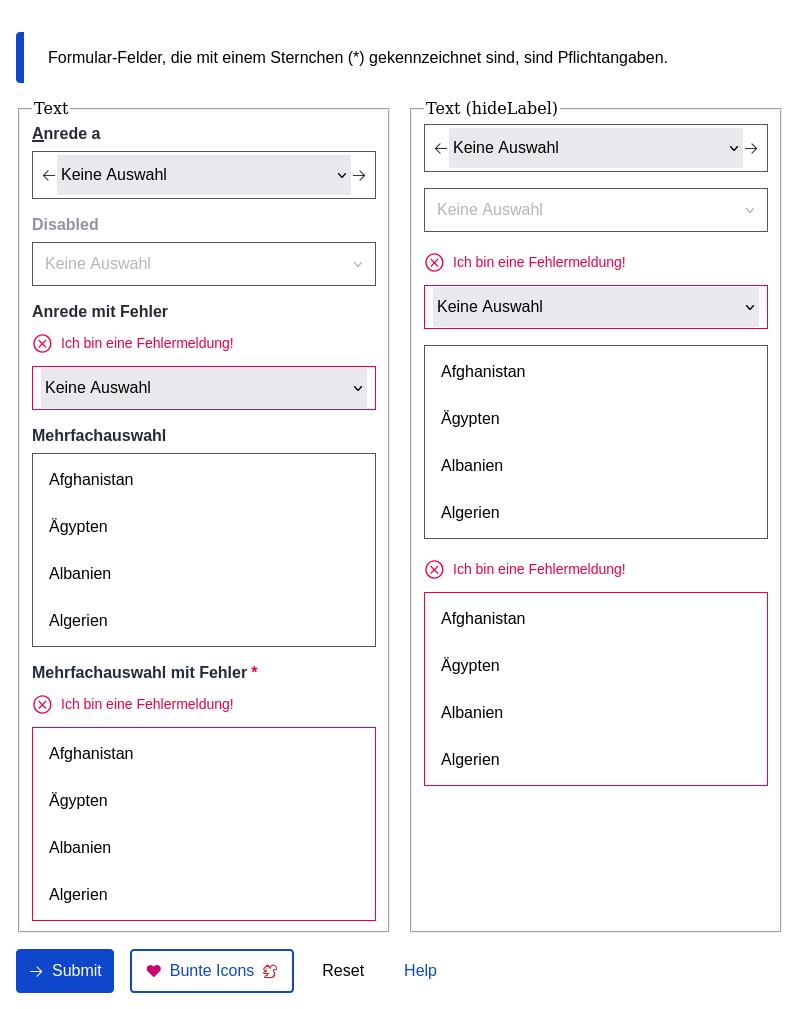 Formular-Felder, die mit einem Sternchen (*) gekennzeichnet sind, sind Pflichtangaben.
Text
Anrede a
Keine Auswahl
Disabled
Keine Auswahl
Anrede mit Fehler
Ich bin eine Fehlermeldung!
Keine Auswahl
Mehrfachauswahl
Afghanistan
Ägypten
Albanien
Algerien
Mehrfachauswahl mit Fehler *
Ich bin eine Fehlermeldung!
Afghanistan
Ägypten
Albanien
Algerien
Text (hideLabel)
Keine Auswahl
Keine Auswahl
Ich bin eine Fehlermeldung!
Keine Auswahl
Afghanistan
Ägypten
Albanien
Algerien
Ich bin eine Fehlermeldung!
Afghanistan
Ägypten
Albanien
Algerien
Submit Bunte Icons Reset Help